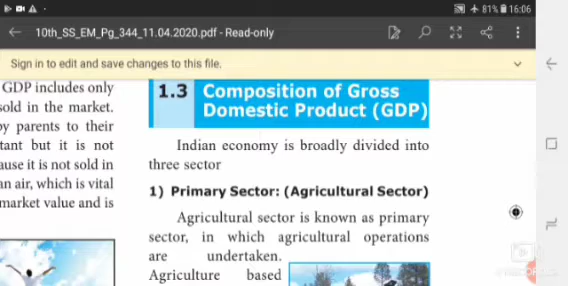 81% 16:06
10th_SS_EM_Pg_344_11.04.2020.pdf - Read-only
Sign in to edit and save changes to this file.
GDP includes only
sold in the market.
by parents to their
tant but it is not
ause it is not sold in
an air, which is vital
market value and is
1.3 Composition of Gross
Domestic Product (GDP)
Indian economy is broadly divided into
three sector
1) Primary Sector: (Agricultural Sector)
Agricultural sector is known as primary
sector, in which agricultural operations
are undertaken.
Agriculture based